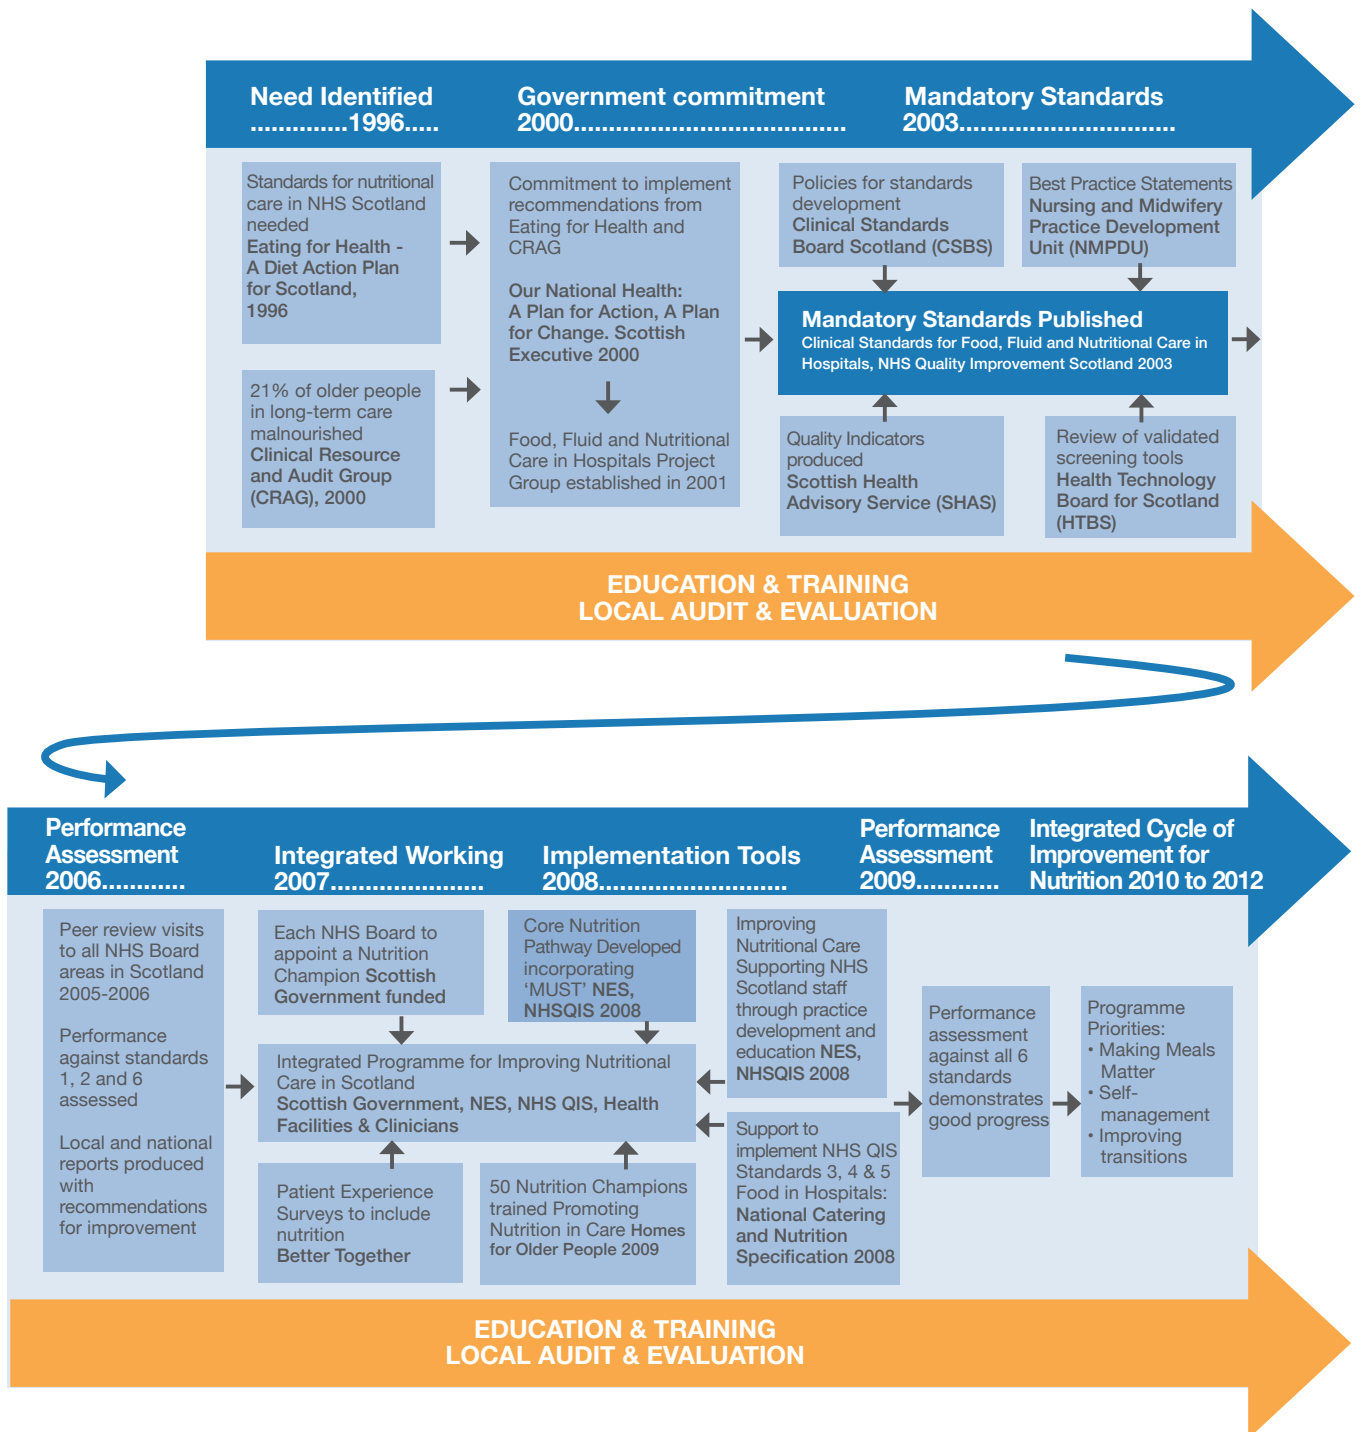 Need Identified
..............1996.....
Government commitment
2000.......................................
Mandatory Standards
2003...............................
Standards for nutritional
care in NHS Scotland
needed
Eating for Health -
A Diet Action Plan
for Scotland,
1996
21% of older people
in long-term care
malnourished
Clinical Resource
and Audit Group
(CRAG), 2000
Commitment to implement
recommendations from
Eating for Health and
CRAG
Our National Health:
A Plan for Action, A Plan
for Change. Scottish
Executive 2000
Food, Fluid and Nutritional
Care in Hospitals Project
Group established in 2001
Policies for standards
development
Clinical Standards
Board Scotland (CSBS)
Best Practice Statements
Nursing and Midwifery
Practice Development
Unit (NMPDU)
Mandatory Standards Published
Clinical Standards for Food, Fluid and Nutritional Care in
Hospitals, NHS Quality Improvement Scotland 2003
Quality Indicators
produced
Scottish Health
Advisory Service (SHAS)
Review of validated
screening tools
Health Technology
Board for Scotland
(HTBS)
EDUCATION & TRAINING
LOCAL AUDIT & EVALUATION
Performance
Assessment
2006............
Integrated Working
2007......................
Implementation Tools
2008...........................
Performance
Assessment
2009............
Integrated Cycle of
Improvement for
Nutrition 2010 to 2012
Peer review visits
to all NHS Board
areas in Scotland
2005-2006
Performance
against standards
1, 2 and 6
assessed
Local and national
reports produced
with
recommendations
for improvement
Each NHS Board to
appoint a Nutrition
Champion Scottish
Government funded
Core Nutrition
Pathway Developed
incorporating
‘MUST’ NES,
NHSQIS 2008
Integrated Programme for Improving Nutritional
Care in Scotland
Scottish Government, NES, NHS QIS, Health
Facilities & Clinicians
Patient Experience
Surveys to include
nutrition
Better Together
50 Nutrition Champions
trained Promoting
Nutrition in Care Homes
for Older People 2009
Improving
Nutritional Care
Supporting NHS
Scotland staff
through practice
development and
education NES,
NHSQIS 2008
Support to
implement NHS QIS
Standards 3, 4 & 5
Food in Hospitals:
National Catering
and Nutrition
Specification 2008
Performance
assessment
against all 6
standards
demonstrates
good progress
Programme
Priorities:
• Making Meals
Matter
• Self-
management
• Improving
transitions
EDUCATION & TRAINING
LOCAL AUDIT & EVALUATION